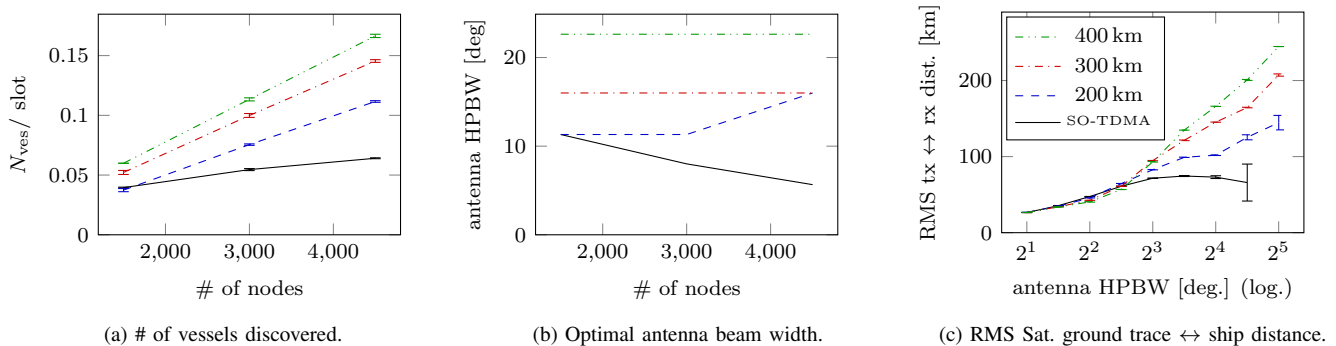 0.15
0.1
0.05
0
N_ves/ slot
2,000 3,000 4,000
# of nodes
(a) # of vessels discovered.
20
10
0
antenna HPBW [deg]
2,000 3,000 4,000
# of nodes
(b) Optimal antenna beam width.
200
100
0
RMS tx ↔ rx dist. [km]
400 km
300 km
200 km
SO-TDMA
2^1 2^2 2^3 2^4 2^5
antenna HPBW [deg.] (log.)
(c) RMS Sat. ground trace ↔ ship distance.